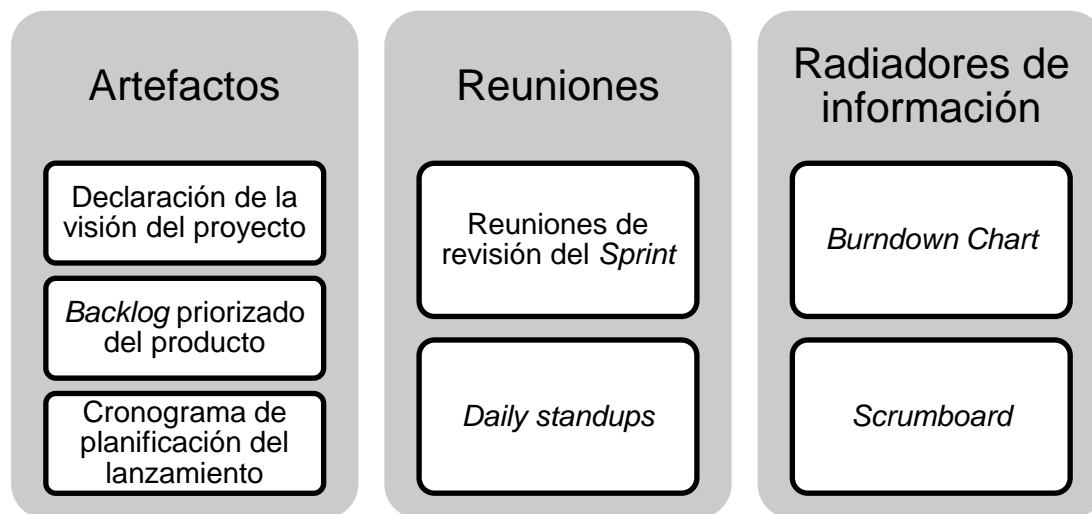 Artefactos
Declaración de la
visión del proyecto
Backlog priorizado
del producto
Cronograma de
planificación del
lanzamiento
Reuniones
Reuniones de
revisión del Sprint
Daily standups
Radiadores de
información
Burndown Chart
Scrumboard